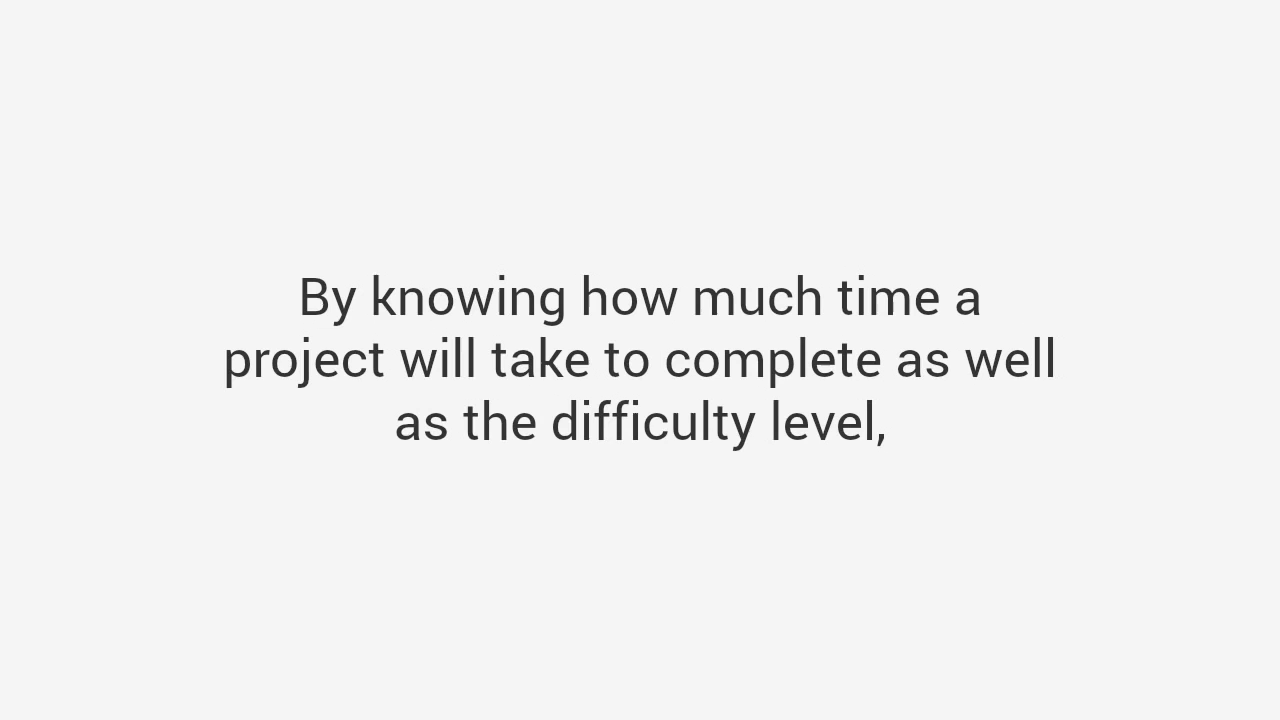 By knowing how much time a
project will take to complete as well
as the difficulty level,